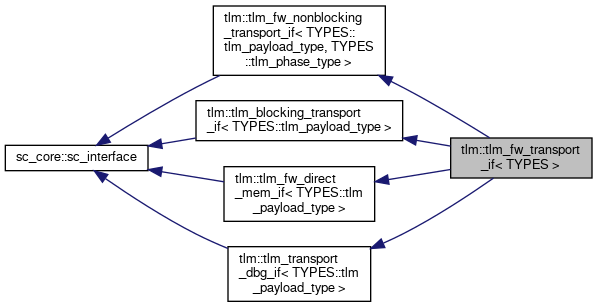 tlm::tlm_fw_nonblocking
_transport_if< TYPES::
tlm_payload_type, TYPES
::tlm_phase_type >
tlm::tlm_blocking_transport
_if< TYPES::tlm_payload_type >
sc_core::sc_interface
tlm::tlm_fw_transport
_if< TYPES >
tlm::tlm_fw_direct
_mem_if< TYPES::tlm
_payload_type >
tlm::tlm_transport
_dbg_if< TYPES::tlm
_payload_type >